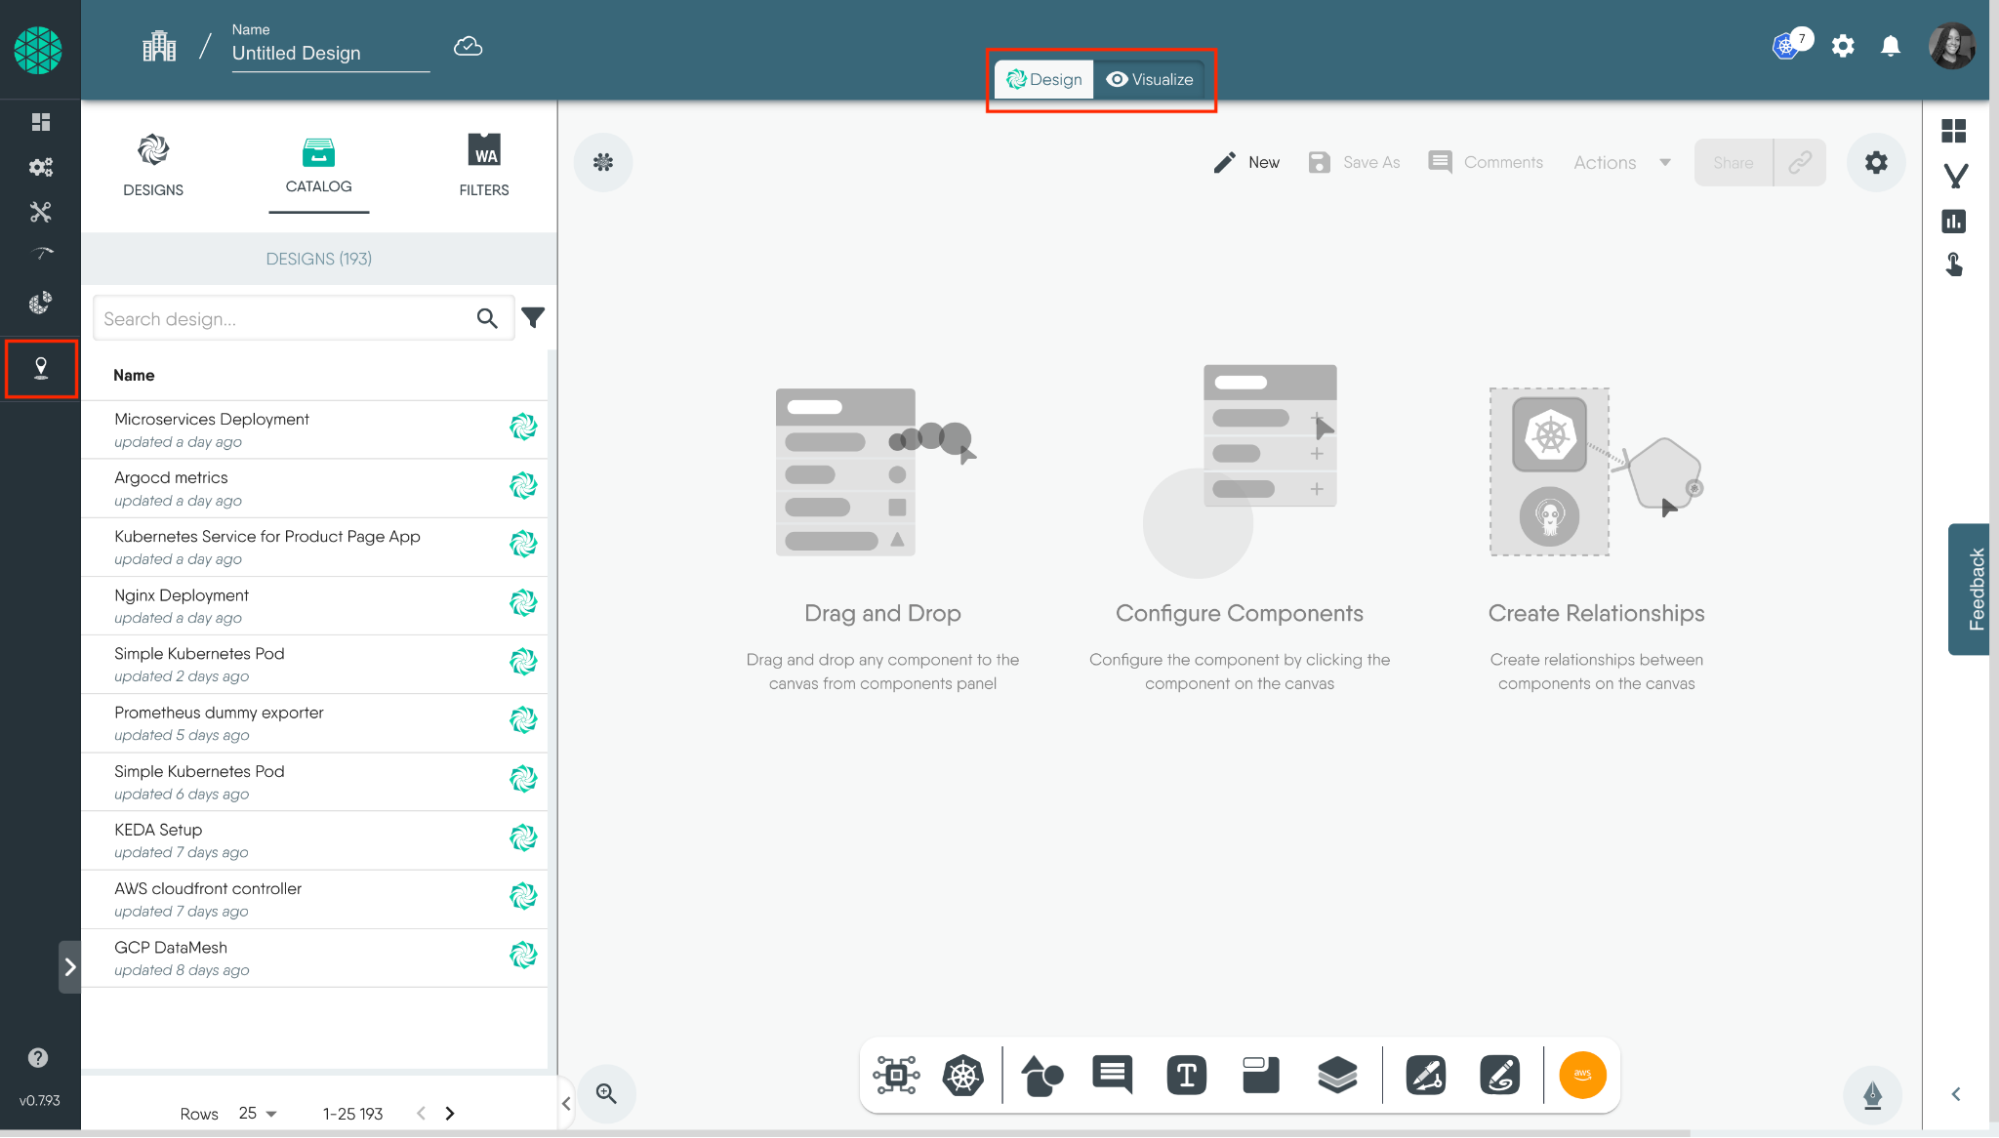 Name
Untitled Design
7
Design
Visualize
DESIGNS
CATALOG
WA
FILTERS
New
Save As
Comments
Actions
Share
DESIGNS (193)
Search design...
Name
Microservices Deployment
updated a day ago
Argocd metrics
updated a day ago
Kubernetes Service for Product Page App
updated a day ago
Nginx Deployment
updated a day ago
Simple Kubernetes Pod
updated 2 days ago
Prometheus dummy exporter
updated 5 days ago
Simple Kubernetes Pod
updated 6 days ago
KEDA Setup
updated 7 days ago
AWS cloudfront controller
updated 7 days ago
GCP DataMesh
updated 8 days ago
Drag and Drop
Drag and drop any component to the
canvas from components panel
Configure Components
Configure the component by clicking the
component on the canvas
Create Relationships
Create relationships between
components on the canvas
Feedback
T
aws
v0.7.93
Rows 25 1-25 193